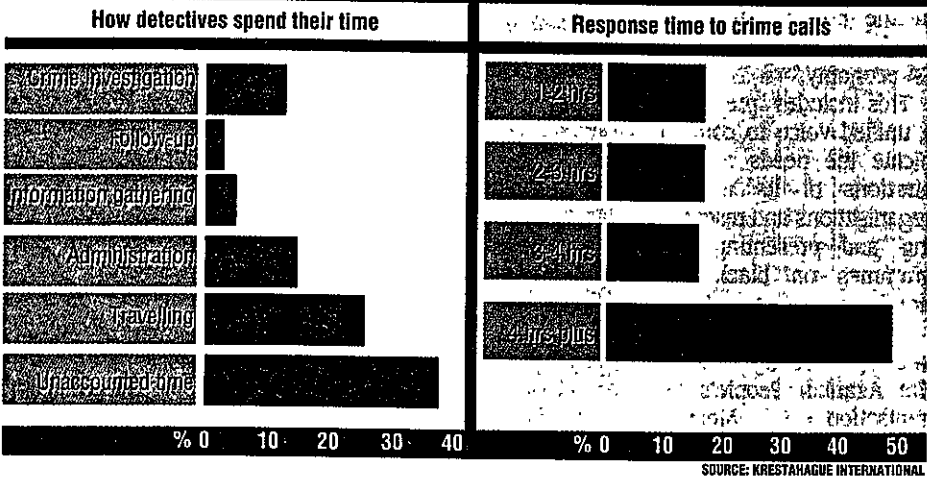 How detectives spend their time
Crime Investigation
Follow-up
Information gathering
Administration
Travelling
Unaccounted time
% 0 10 20 30 40
Response time to crime calls
1-2 hrs
2-3 hrs
3-4 hrs
4 hrs plus
% 0 10 20 30 40 50
SOURCE: KRESTAHAGUE INTERNATIONAL